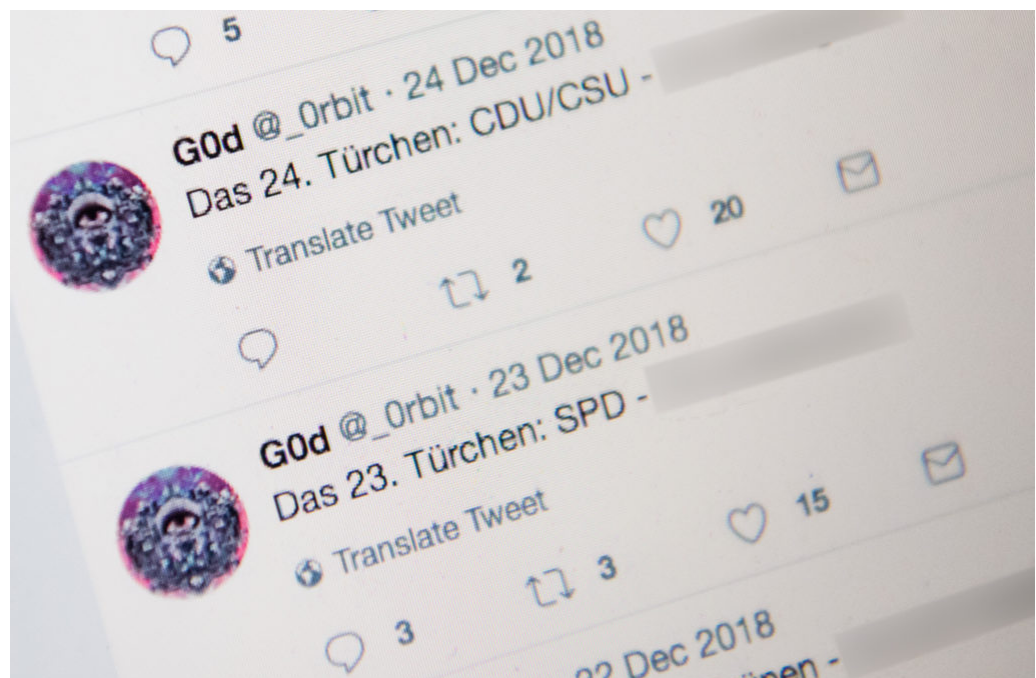 5
G0d @_0rbit · 24 Dec 2018
Das 24. Türchen: CDU/CSU -
Translate Tweet
2 20
G0d @_0rbit · 23 Dec 2018
Das 23. Türchen: SPD -
Translate Tweet
3 3 15
22 Dec 2018